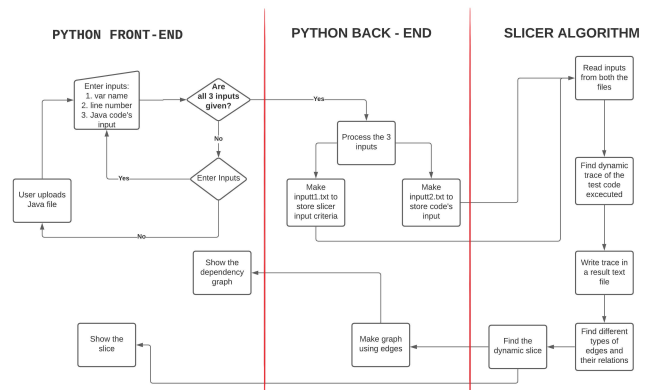 PYTHON FRONT-END
PYTHON BACK - END
SLICER ALGORITHM
Enter inputs:
1. var name
2. line number
3. Java code's
input
Are
all 3 inputs
given?
Yes
No
Enter Inputs
Yes
No
User uploads
Java file
Process the 3
inputs
Make
inputt1.txt to
store slicer
input criteria
Make
inputt2.txt to
store code's
input
Read inputs
from both the
files
Find dynamic
trace of the
test code
excecuted
Write trace in
a result text
file
Find different
types of
edges and
their relations
Find the
dynamic slice
Make graph
using edges
Show the
dependency
graph
Show the
slice